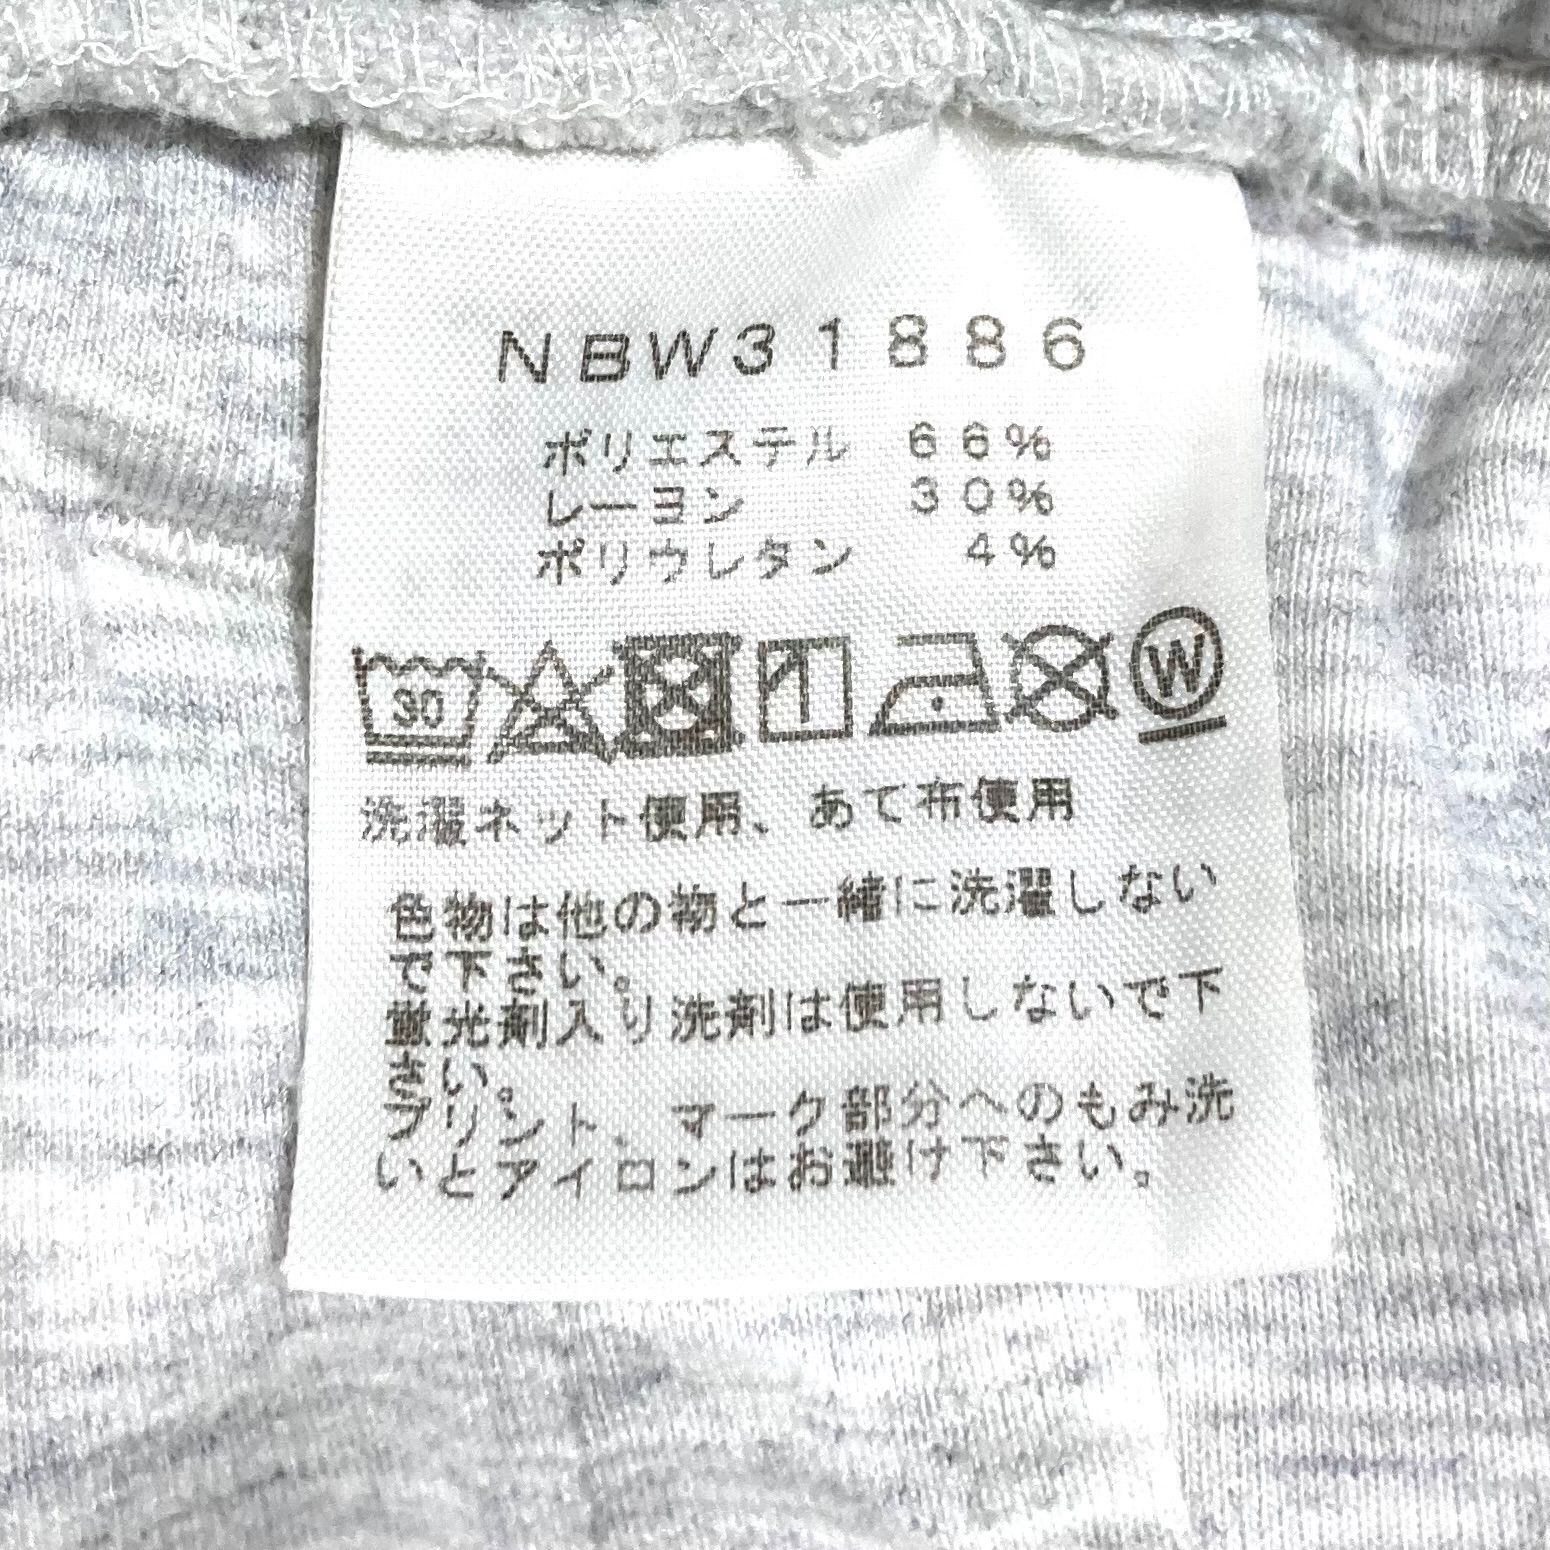 NBW31886
ポリエステル 66%
レーヨン 30%
ポリウレタン 4%
30 W
洗濯ネット使用、あて布使用
色物は他の物と一緒に洗濯しない
で下さい。
蛍光剤入り洗剤は使用しないで下
さい。
プリント、マーク部分へのもみ洗
いとアイロンはお避け下さい。